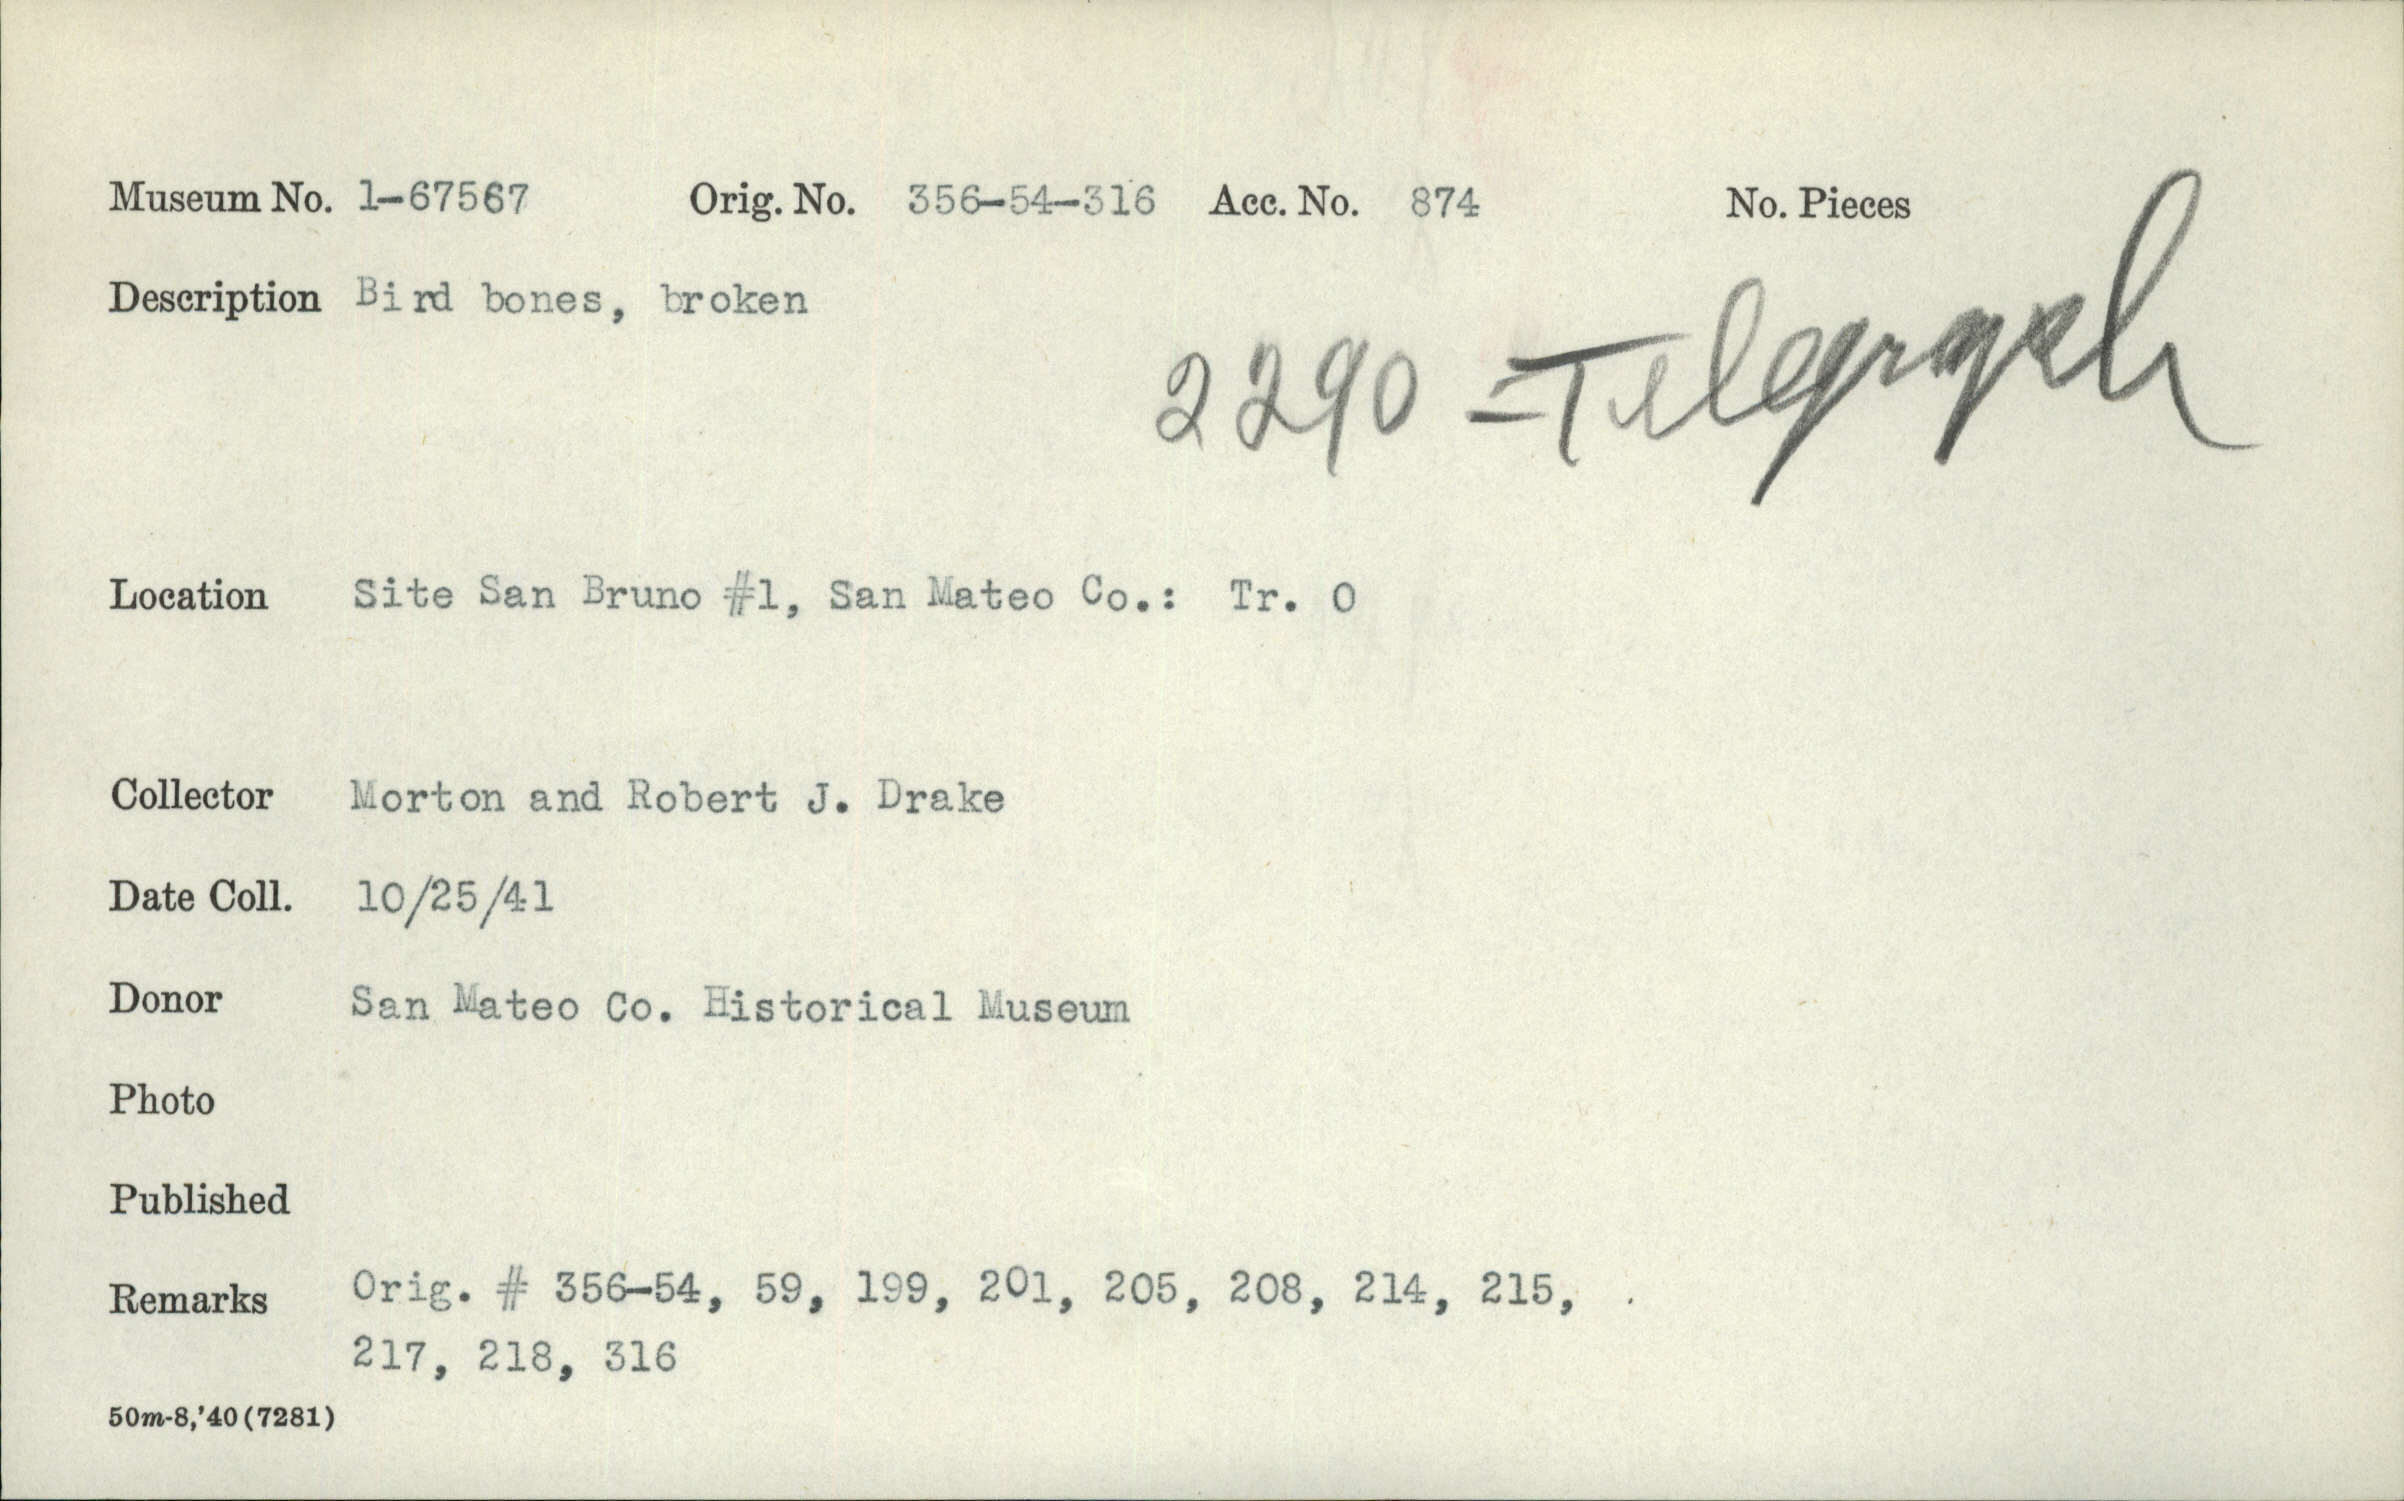 Museum No. 1-67567 Orig. No. 356-54-316 Acc. No. 874 No. Pieces
Description Bird bones, broken
2290 = Telegraph
Location Site San Bruno #1, San Mateo Co.: Tr. O
Collector Morton and Robert J. Drake
Date Coll. 10/25/41
Donor San Mateo Co. Historical Museum
Photo
Published
Remarks Orig. # 356-54, 59, 199, 201, 205, 208, 214, 215,
217, 218, 316
50m-8,'40(7281)